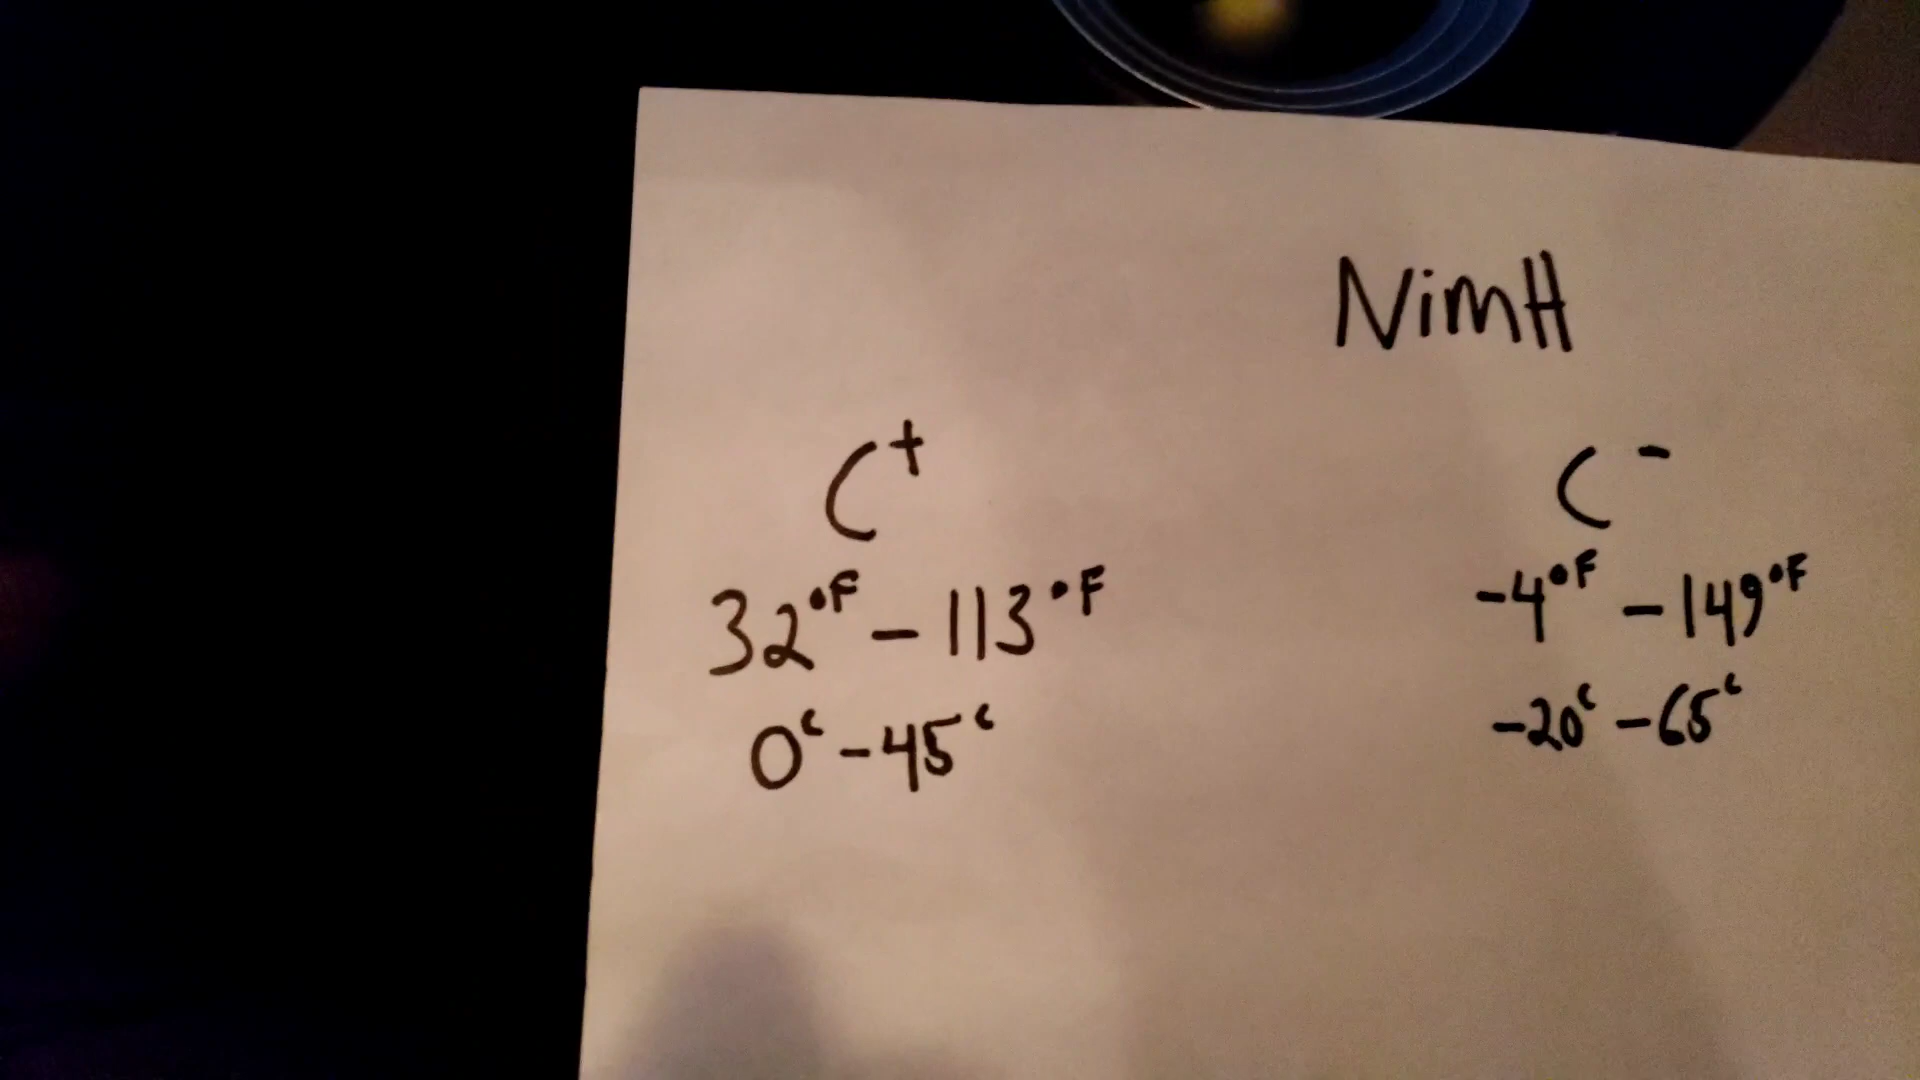 NimH
C+ C-
32°F - 113°F -4°F - 149°F
0c - 45c -20c - 65c